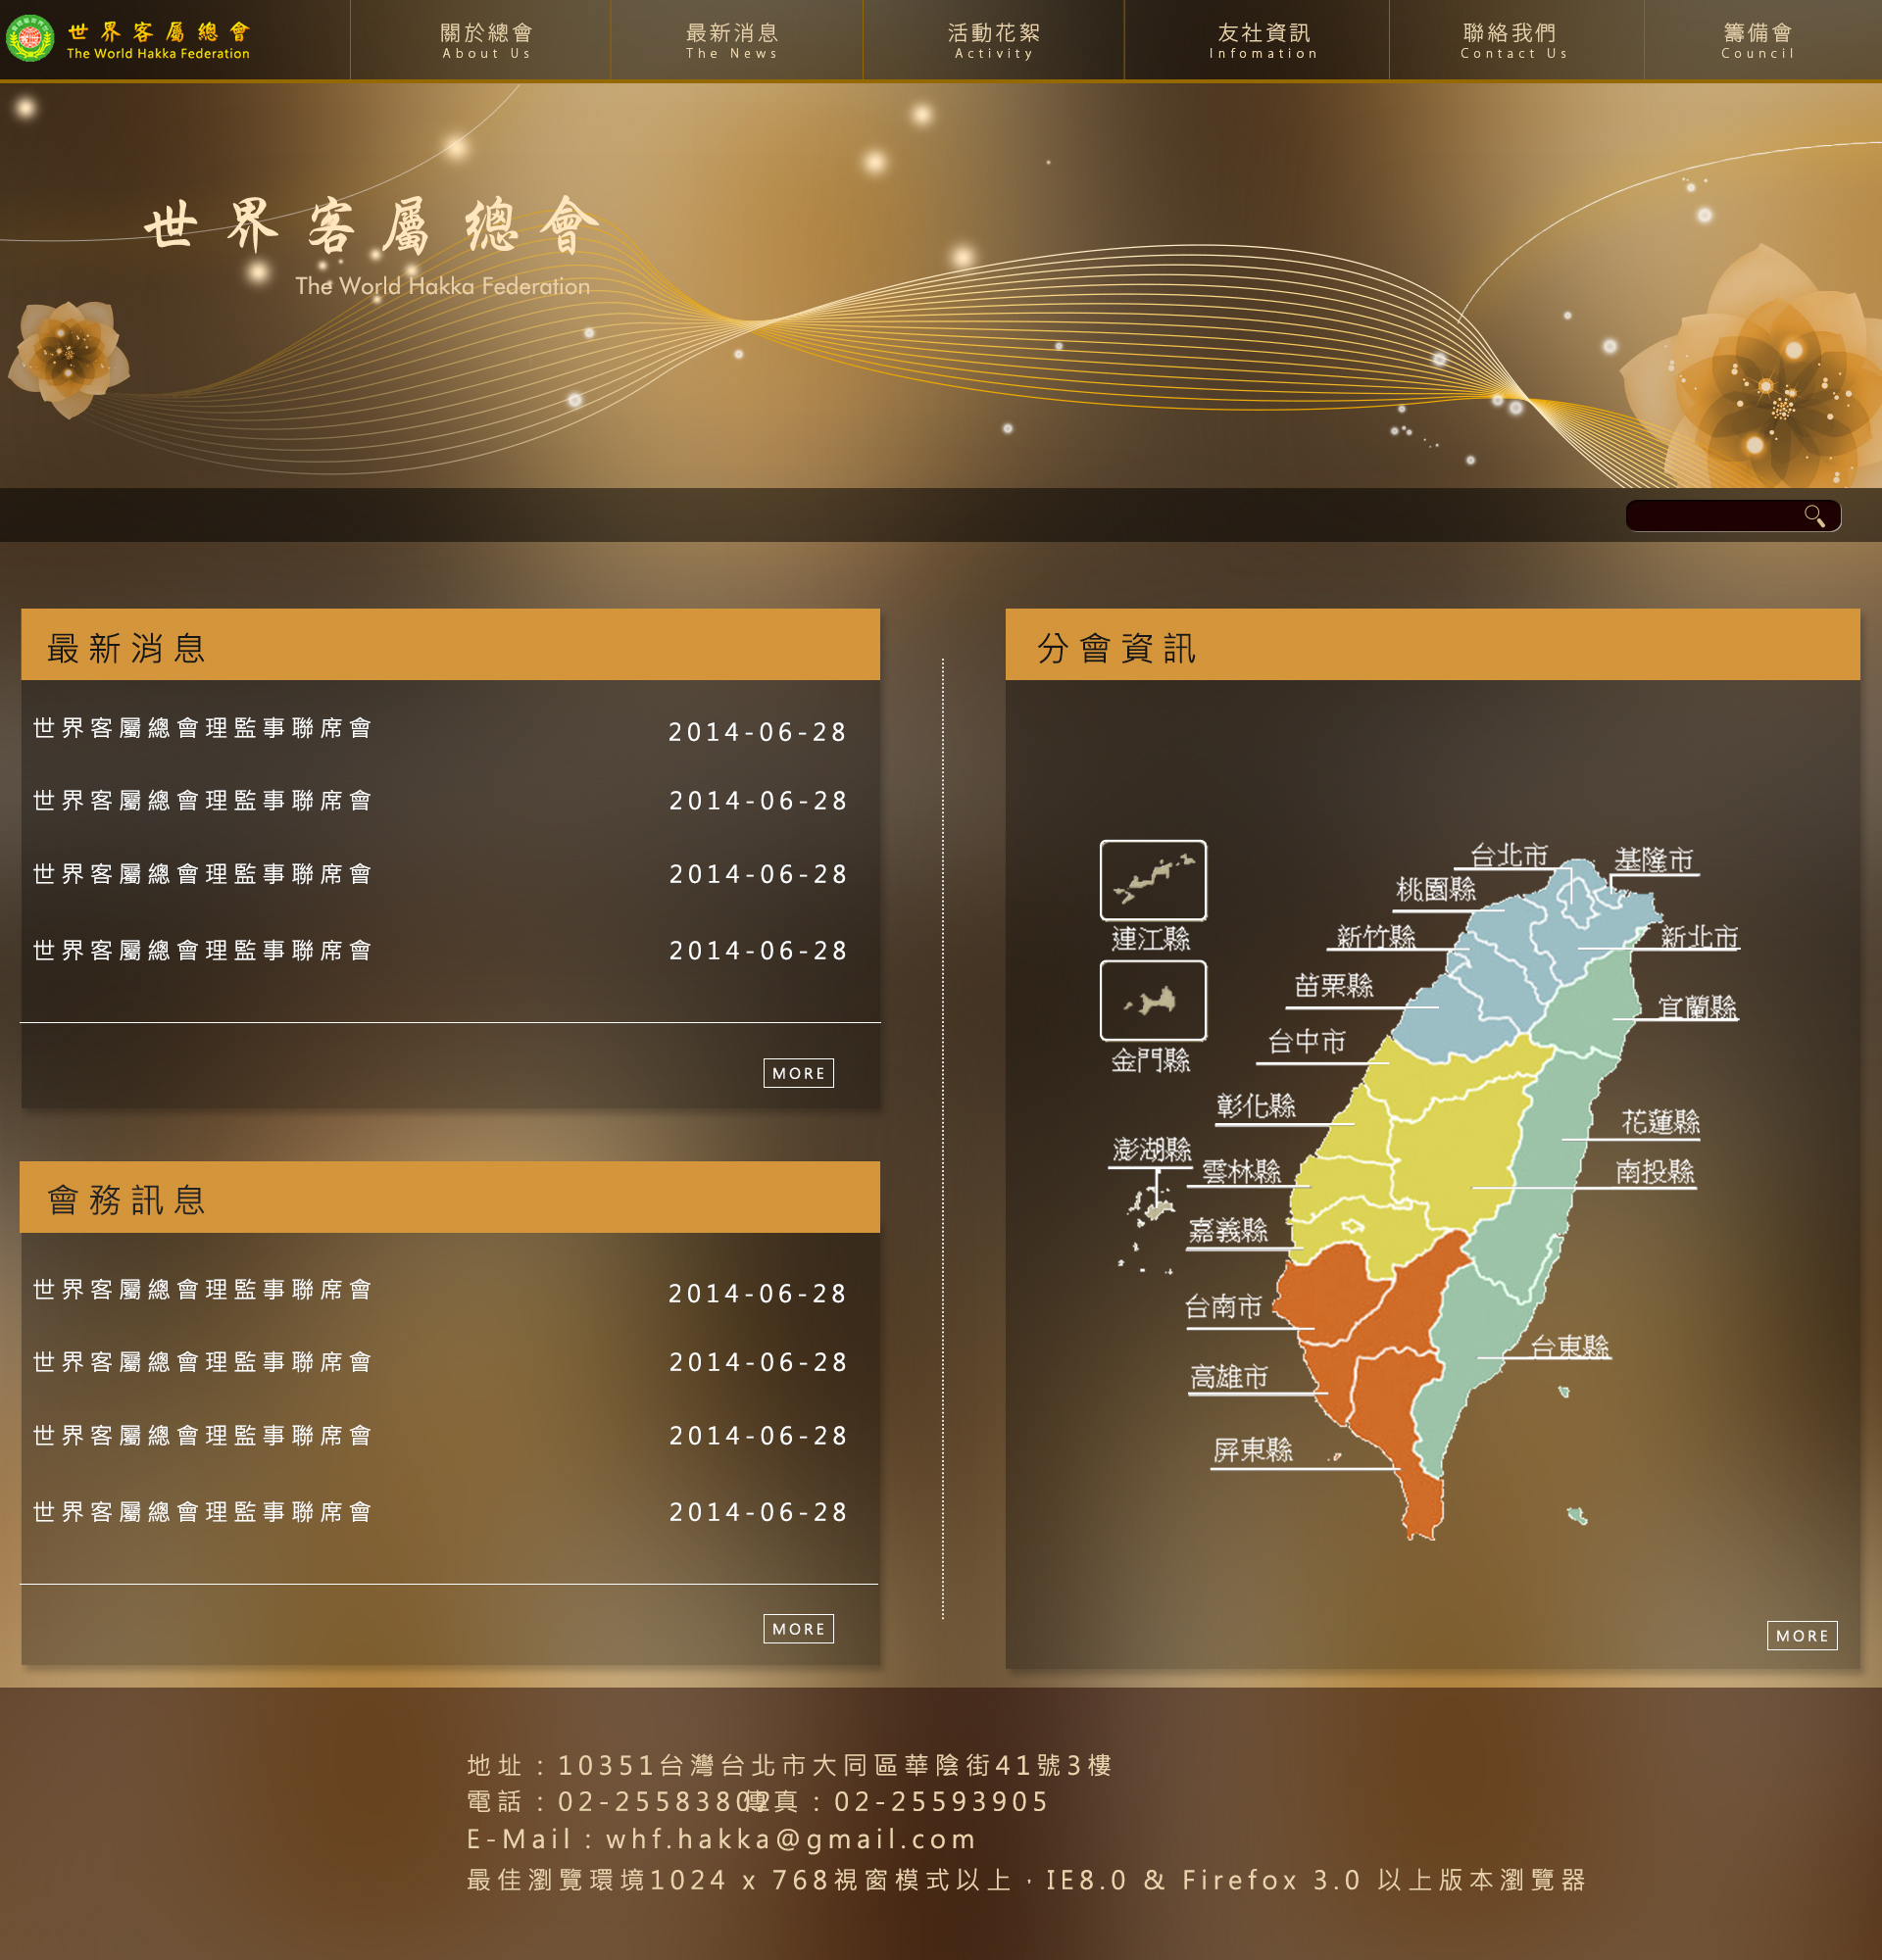 世界客屬總會
The World Hakka Federation
關於總會
About Us
最新消息
The News
活動花絮
Activity
友社資訊
Infomation
聯絡我們
Contact Us
籌備會
Council
世界客屬總會
The World Hakka Federation
最新消息
世界客屬總會理監事聯席會 2014-06-28
世界客屬總會理監事聯席會 2014-06-28
世界客屬總會理監事聯席會 2014-06-28
世界客屬總會理監事聯席會 2014-06-28
MORE
會務訊息
世界客屬總會理監事聯席會 2014-06-28
世界客屬總會理監事聯席會 2014-06-28
世界客屬總會理監事聯席會 2014-06-28
世界客屬總會理監事聯席會 2014-06-28
MORE
分會資訊
台北市
基隆市
桃園縣
連江縣
新竹縣
新北市
苗栗縣
宜蘭縣
台中市
金門縣
彰化縣
花蓮縣
澎湖縣
雲林縣
南投縣
嘉義縣
台南市
台東縣
高雄市
屏東縣
MORE
地址：10351台灣台北市大同區華陰街41號3樓
電話：02-25583802傳真：02-25593905
E-Mail：whf.hakka@gmail.com
最佳瀏覽環境1024 x 768視窗模式以上，IE8.0 & Firefox 3.0 以上版本瀏覽器